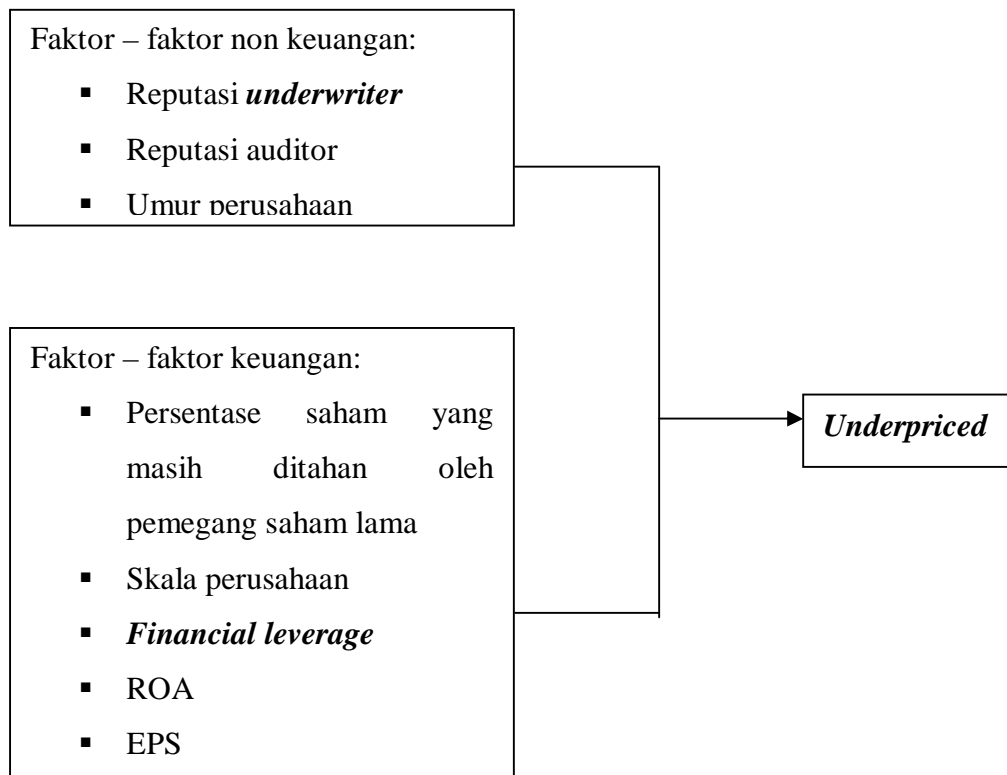 Faktor – faktor non keuangan:
▪ Reputasi underwriter
▪ Reputasi auditor
▪ Umur perusahaan
Faktor – faktor keuangan:
▪ Persentase saham yang
masih ditahan oleh
pemegang saham lama
▪ Skala perusahaan
▪ Financial leverage
▪ ROA
▪ EPS
Underpriced